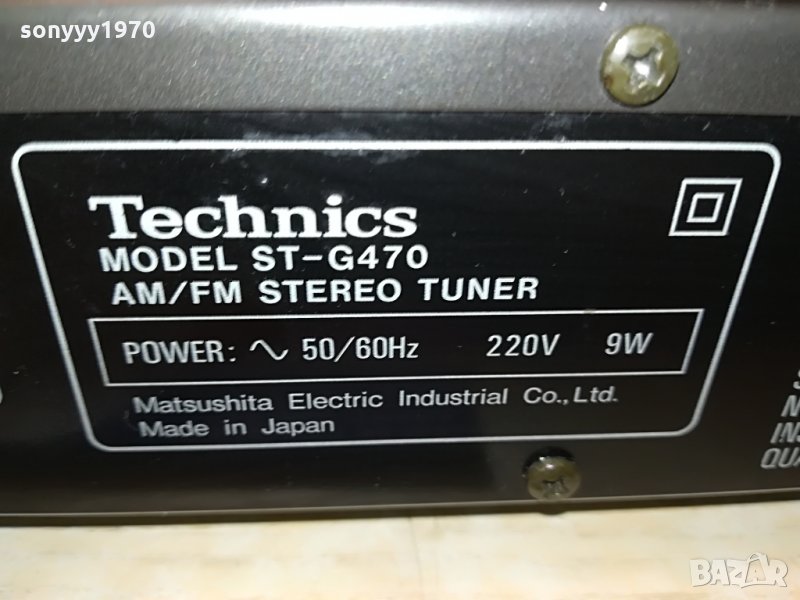 sonyyy1970
Technics
MODEL ST-G470
AM/FM STEREO TUNER
POWER: ∿ 50/60Hz 220V 9W
Matsushita Electric Industrial Co., Ltd.
Made in Japan
BAZAR